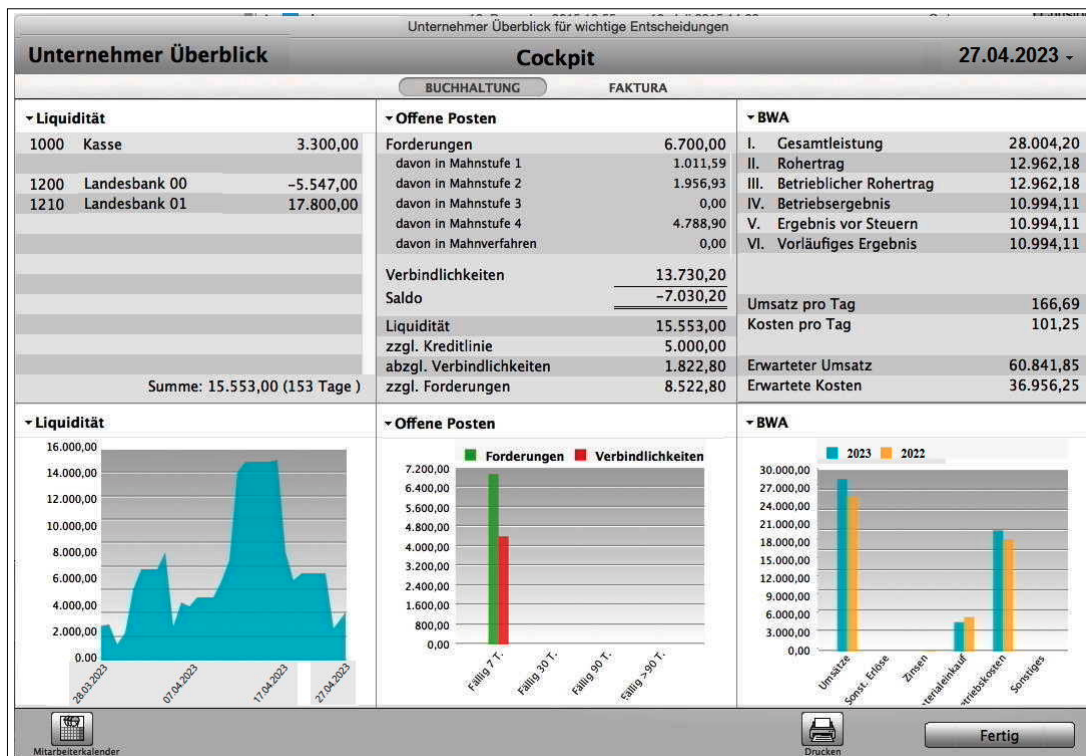 Unternehmer Überblick für wichtige Entscheidungen
Unternehmer Überblick Cockpit 27.04.2023
BUCHHALTUNG FAKTURA
Liquidität
1000 Kasse 3.300,00
1200 Landesbank 00 -5.547,00
1210 Landesbank 01 17.800,00
Summe: 15.553,00 (153 Tage )
Offene Posten
Forderungen 6.700,00
davon in Mahnstufe 1 1.011,59
davon in Mahnstufe 2 1.956,93
davon in Mahnstufe 3 0,00
davon in Mahnstufe 4 4.788,90
davon in Mahnverfahren 0,00
Verbindlichkeiten 13.730,20
Saldo -7.030,20
Liquidität 15.553,00
zzgl. Kreditlinie 5.000,00
abzgl. Verbindlichkeiten 1.822,80
zzgl. Forderungen 8.522,80
BWA
I. Gesamtleistung 28.004,20
II. Rohertrag 12.962,18
III. Betrieblicher Rohertrag 12.962,18
IV. Betriebsergebnis 10.994,11
V. Ergebnis vor Steuern 10.994,11
VI. Vorläufiges Ergebnis 10.994,11
Umsatz pro Tag 166,69
Kosten pro Tag 101,25
Erwarteter Umsatz 60.841,85
Erwartete Kosten 36.956,25
Liquidität
16.000,00
14.000,00
12.000,00
10.000,00
8.000,00
6.000,00
4.000,00
2.000,00
0.00
28.03.2023
07.04.2023
17.04.2023
27.04.2023
Offene Posten
Forderungen Verbindlichkeiten
7.200,00
6.400,00
5.600,00
4.800,00
4.000,00
3.200,00
2.400,00
1.600,00
800,00
0,00
Fällig 7 T.
Fällig 30 T.
Fällig 90 T.
Fällig >90 T.
BWA
2023 2022
30.000,00
27.000,00
24.000,00
21.000,00
18.000,00
15.000,00
12.000,00
9.000,00
6.000,00
3.000,00
0,00
Umsätze
Sonst. Erlöse
Zinsen
aterialeinkauf
etriebskosten
Sonstiges
Mitarbeiterkalender
Drucken
Fertig